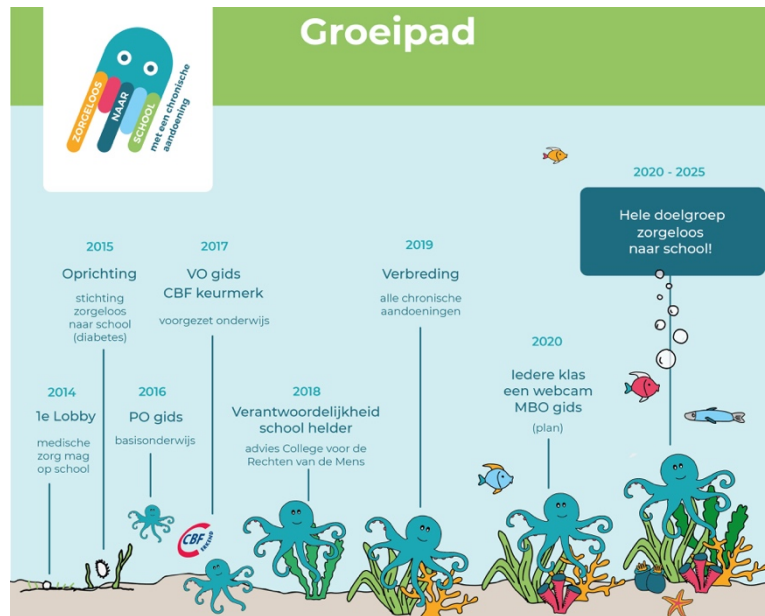 Groeipad
ZORGELOOS
NAAR
SCHOOL
met een chronische
aandoening
2014
1e Lobby
medische
zorg mag
op school
2015
Oprichting
stichting
zorgeloos
naar school
(diabetes)
2016
PO gids
basisonderwijs
2017
VO gids
CBF keurmerk
voorgezet onderwijs
CBF
ERKEND
2018
Verantwoordelijkheid
school helder
advies College voor de
Rechten van de Mens
2019
Verbreding
alle chronische
aandoeningen
2020
Iedere klas
een webcam
MBO gids
(plan)
2020 - 2025
Hele doelgroep
zorgeloos
naar school!